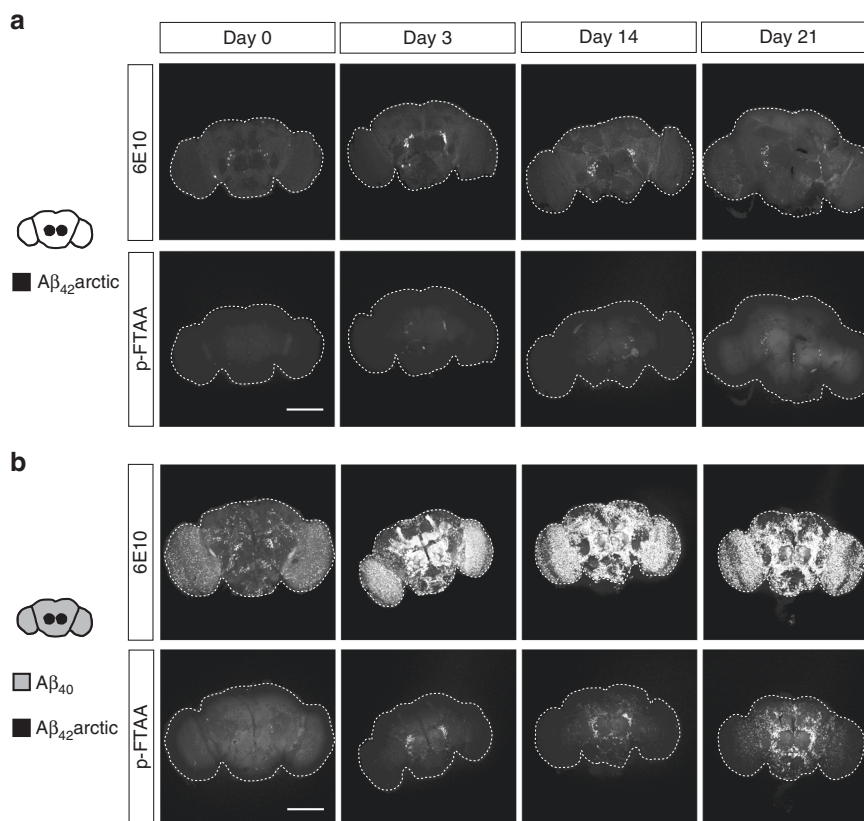 a
Day 0
Day 3
Day 14
Day 21
6E10
Aβ₄₂arctic
p-FTAA
b
6E10
Aβ₄₀
Aβ₄₂arctic
p-FTAA